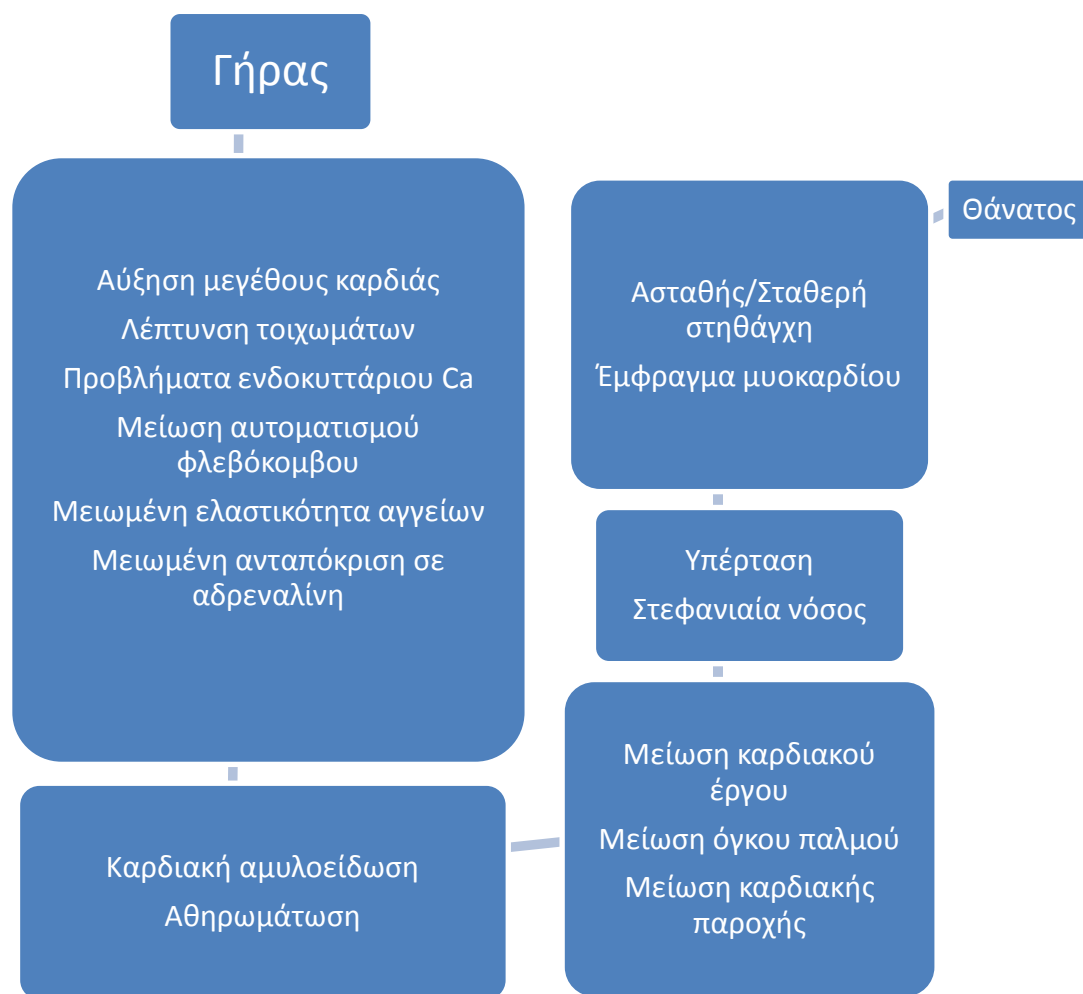 Γήρας
Αύξηση μεγέθους καρδιάς
Λέπτυνση τοιχωμάτων
Προβλήματα ενδοκυττάριου Ca
Μείωση αυτοματισμού
φλεβόκομβου
Μειωμένη ελαστικότητα αγγείων
Μειωμένη ανταπόκριση σε
αδρεναλίνη
Καρδιακή αμυλοείδωση
Αθηρωμάτωση
Μείωση καρδιακού
έργου
Μείωση όγκου παλμού
Μείωση καρδιακής
παροχής
Υπέρταση
Στεφανιαία νόσος
Ασταθής/Σταθερή
στηθάγχη
Έμφραγμα μυοκαρδίου
Θάνατος